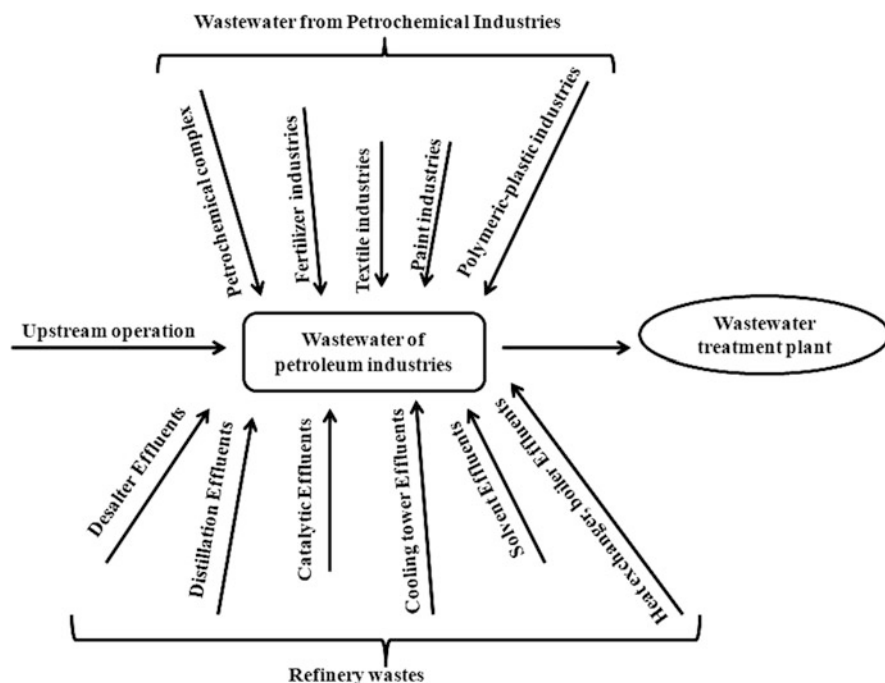 Wastewater from Petrochemical Industries
Petrochemical complex
Fertilizer industries
Textile industries
Paint industries
Polymeric-plastic industries
Upstream operation
Wastewater of
petroleum industries
Wastewater
treatment plant
Desalter Effluents
Distillation Effluents
Catalytic Effluents
Cooling tower Effluents
Solvent Effluents
Heat exchanger, boiler Effluents
Refinery wastes